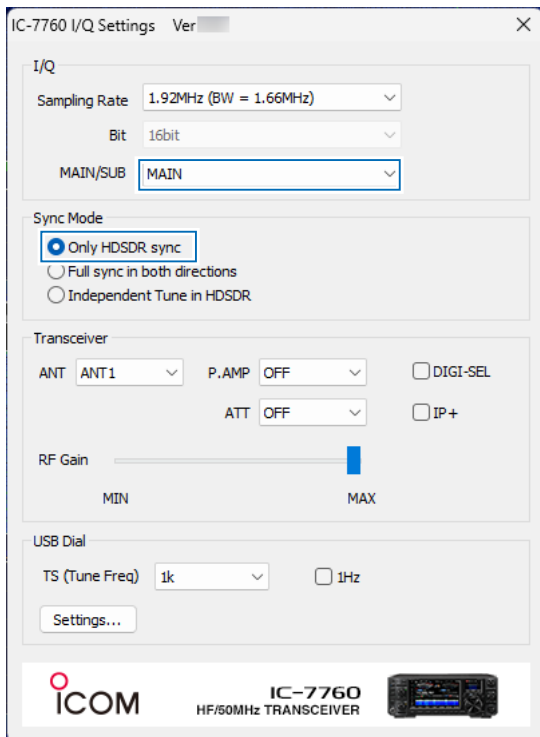 IC-7760 I/Q Settings Ver
I/Q
Sampling Rate 1.92MHz (BW = 1.66MHz)
Bit 16bit
MAIN/SUB MAIN
Sync Mode
Only HDSDR sync
Full sync in both directions
Independent Tune in HDSDR
Transceiver
ANT ANT1 P.AMP OFF DIGI-SEL
ATT OFF IP+
RF Gain
MIN MAX
USB Dial
TS (Tune Freq) 1k 1Hz
Settings...
ICOM IC-7760
HF/50MHz TRANSCEIVER